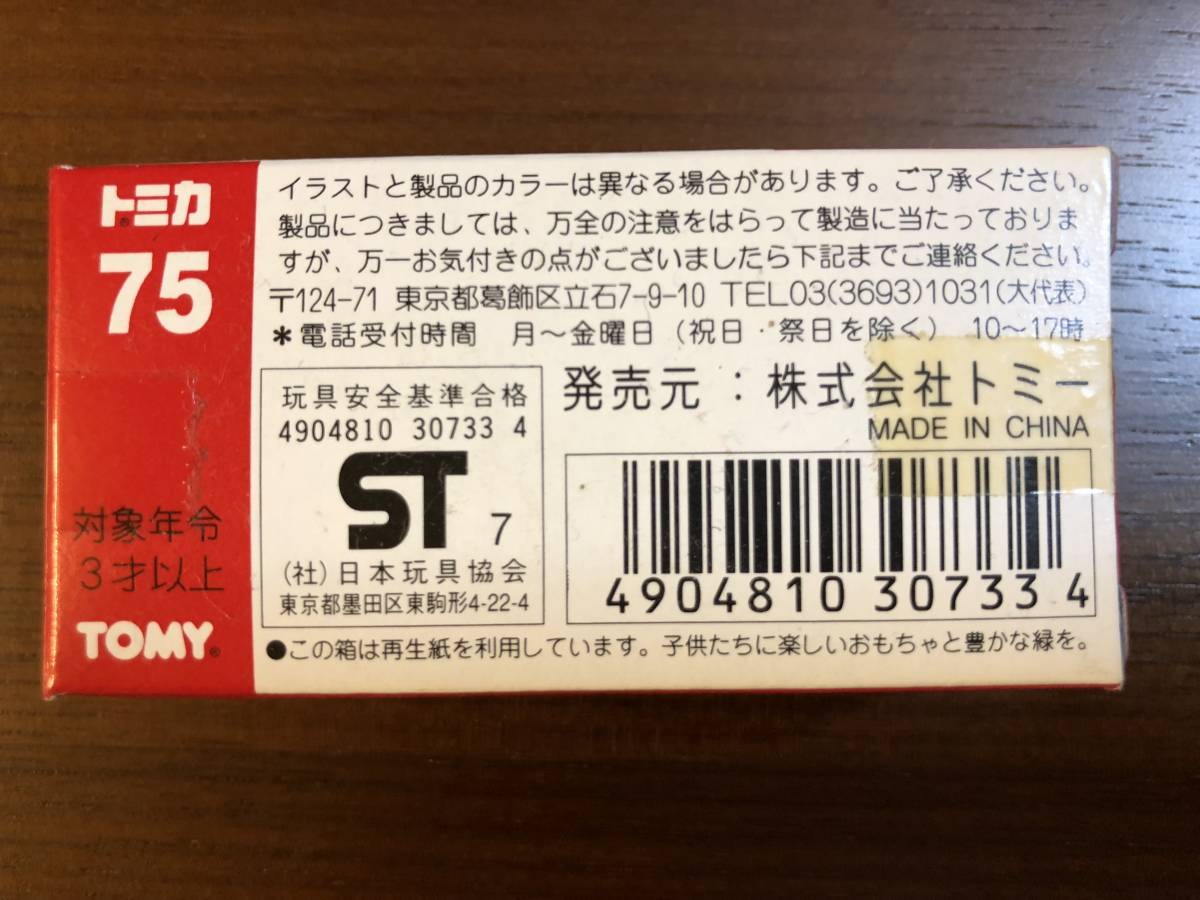 トミカ
75
対象年令
3才以上
TOMY
イラストと製品のカラーは異なる場合があります。ご了承ください。
製品につきましては、万全の注意をはらって製造に当たっておりま
すが、万一お気付きの点がございましたら下記までご連絡ください。
〒124-71 東京都葛飾区立石7-9-10 TEL03(3693)1031(大代表)
＊電話受付時間 月～金曜日（祝日・祭日を除く） 10～17時
玩具安全基準合格
4904810 30733 4
ST 7
(社)日本玩具協会
東京都墨田区東駒形4-22-4
発売元：株式会社トミー
MADE IN CHINA
4904810 307334
●この箱は再生紙を利用しています。子供たちに楽しいおもちゃと豊かな緑を。